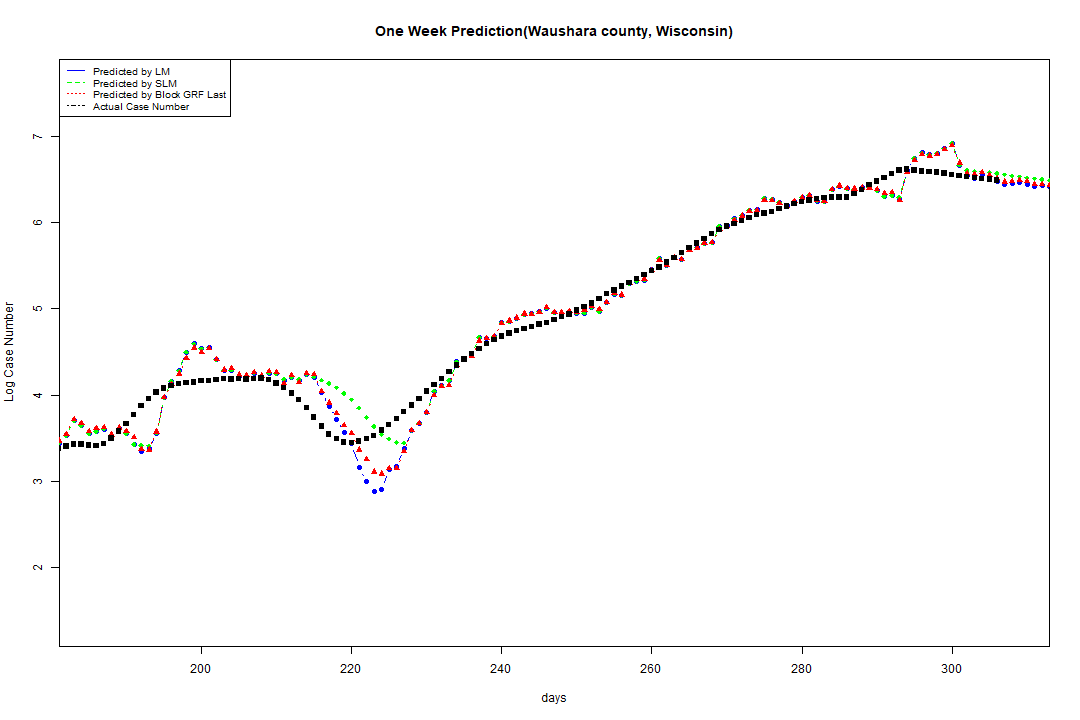 One Week Prediction(Waushara county, Wisconsin)
Predicted by LM
Predicted by SLM
Predicted by Block GRF Last
Actual Case Number
7
6
5
4
3
2
Log Case Number
200 220 240 260 280 300
days